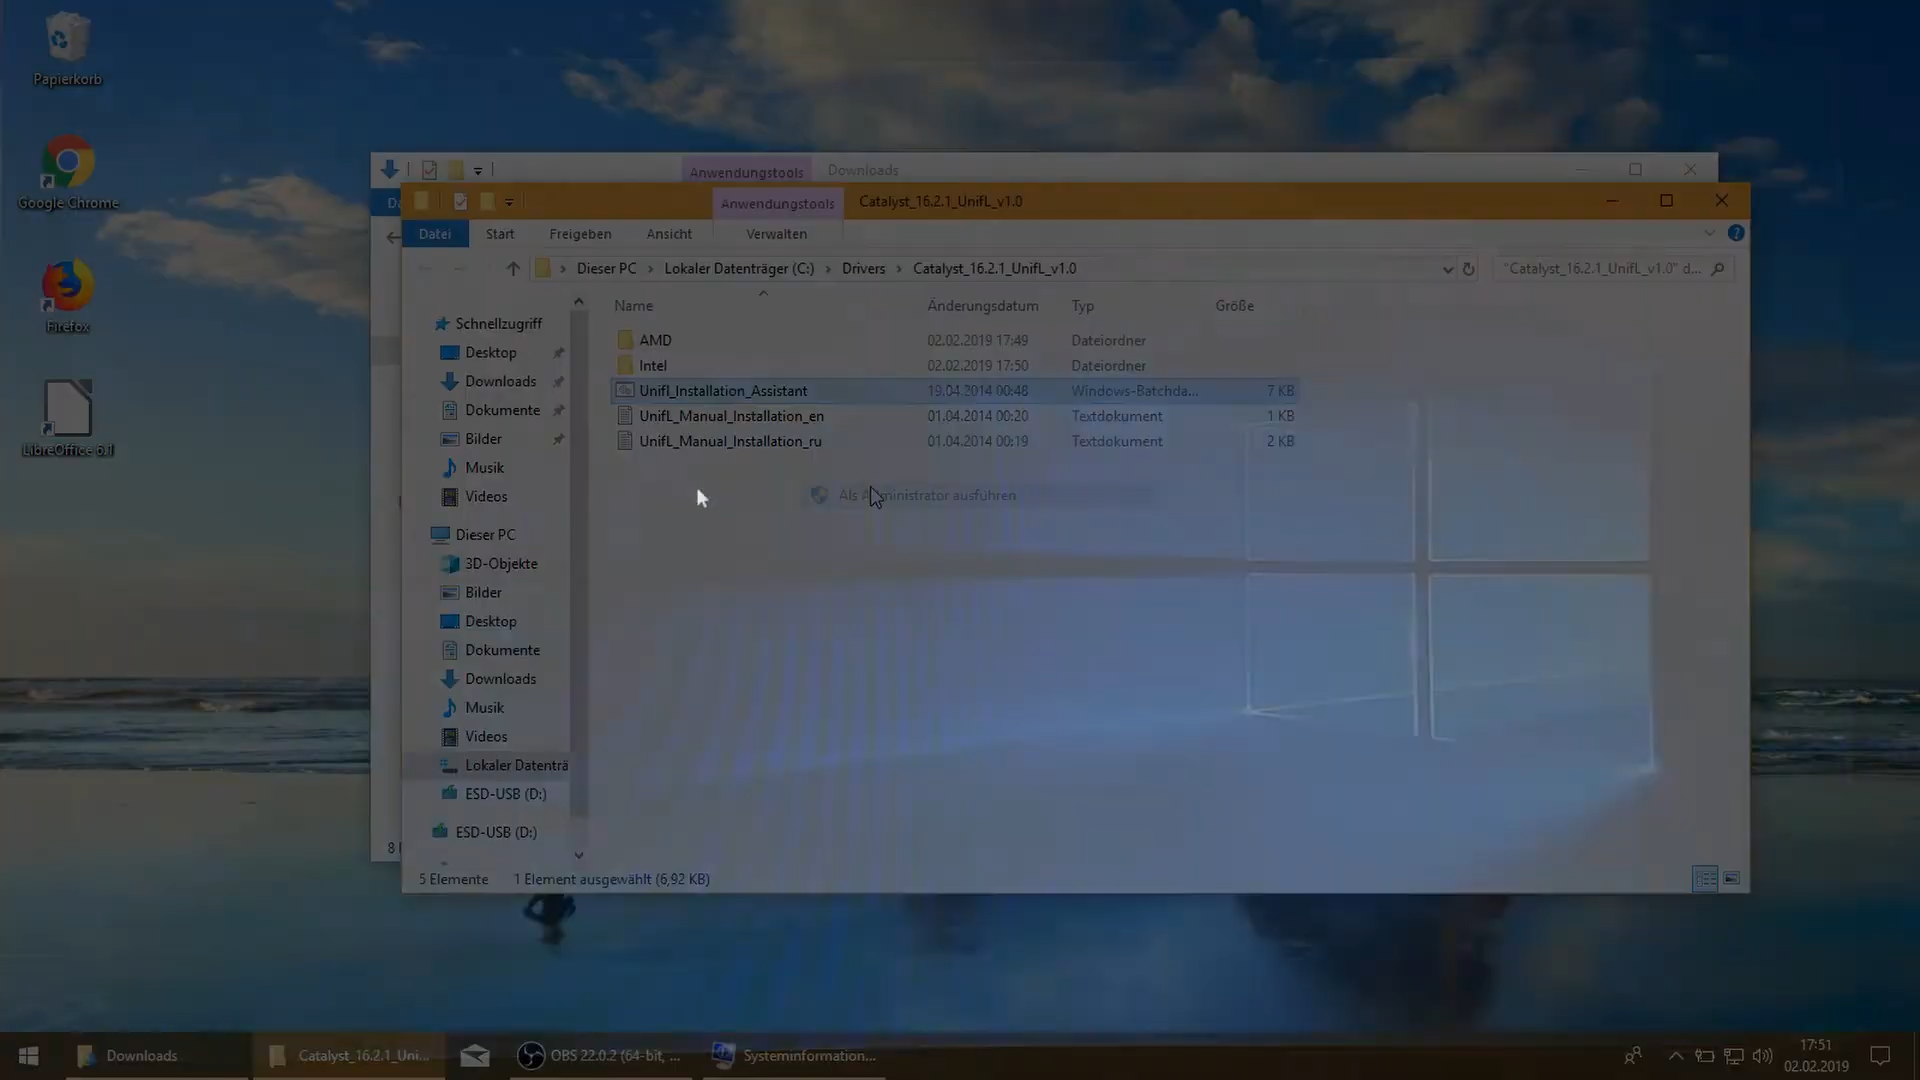 Papierkorb
Google Chrome
Firefox
LibreOffice 6.1
Anwendungstools Downloads
Anwendungstools Catalyst_16.2.1_UnifL_v1.0
Datei Start Freigeben Ansicht Verwalten
Dieser PC › Lokaler Datenträger (C:) › Drivers › Catalyst_16.2.1_UnifL_v1.0
"Catalyst_16.2.1_UnifL_v1.0" d...
Name Änderungsdatum Typ Größe
AMD 02.02.2019 17:49 Dateiordner
Intel 02.02.2019 17:50 Dateiordner
Unifl_Installation_Assistant 19.04.2014 00:48 Windows-Batchda... 7 KB
UnifL_Manual_Installation_en 01.04.2014 00:20 Textdokument 1 KB
UnifL_Manual_Installation_ru 01.04.2014 00:19 Textdokument 2 KB
Als Administrator ausführen
Schnellzugriff
Desktop
Downloads
Dokumente
Bilder
Musik
Videos
Dieser PC
3D-Objekte
Bilder
Desktop
Dokumente
Downloads
Musik
Videos
Lokaler Datenträ
ESD-USB (D:)
ESD-USB (D:)
8
5 Elemente 1 Element ausgewählt (6,92 KB)
Downloads
Catalyst_16.2.1_Uni...
OBS 22.0.2 (64-bit, ...
Systeminformation...
17:51
02.02.2019